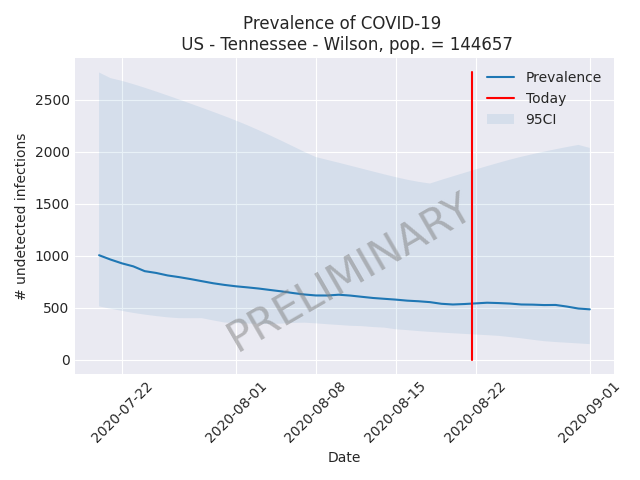 Prevalence of COVID-19
US - Tennessee - Wilson, pop. = 144657
Prevalence
Today
95CI
2500
2000
1500
1000
500
0
# undetected infections
PRELIMINARY
2020-07-22
2020-08-01
2020-08-08
2020-08-15
2020-08-22
2020-09-01
Date